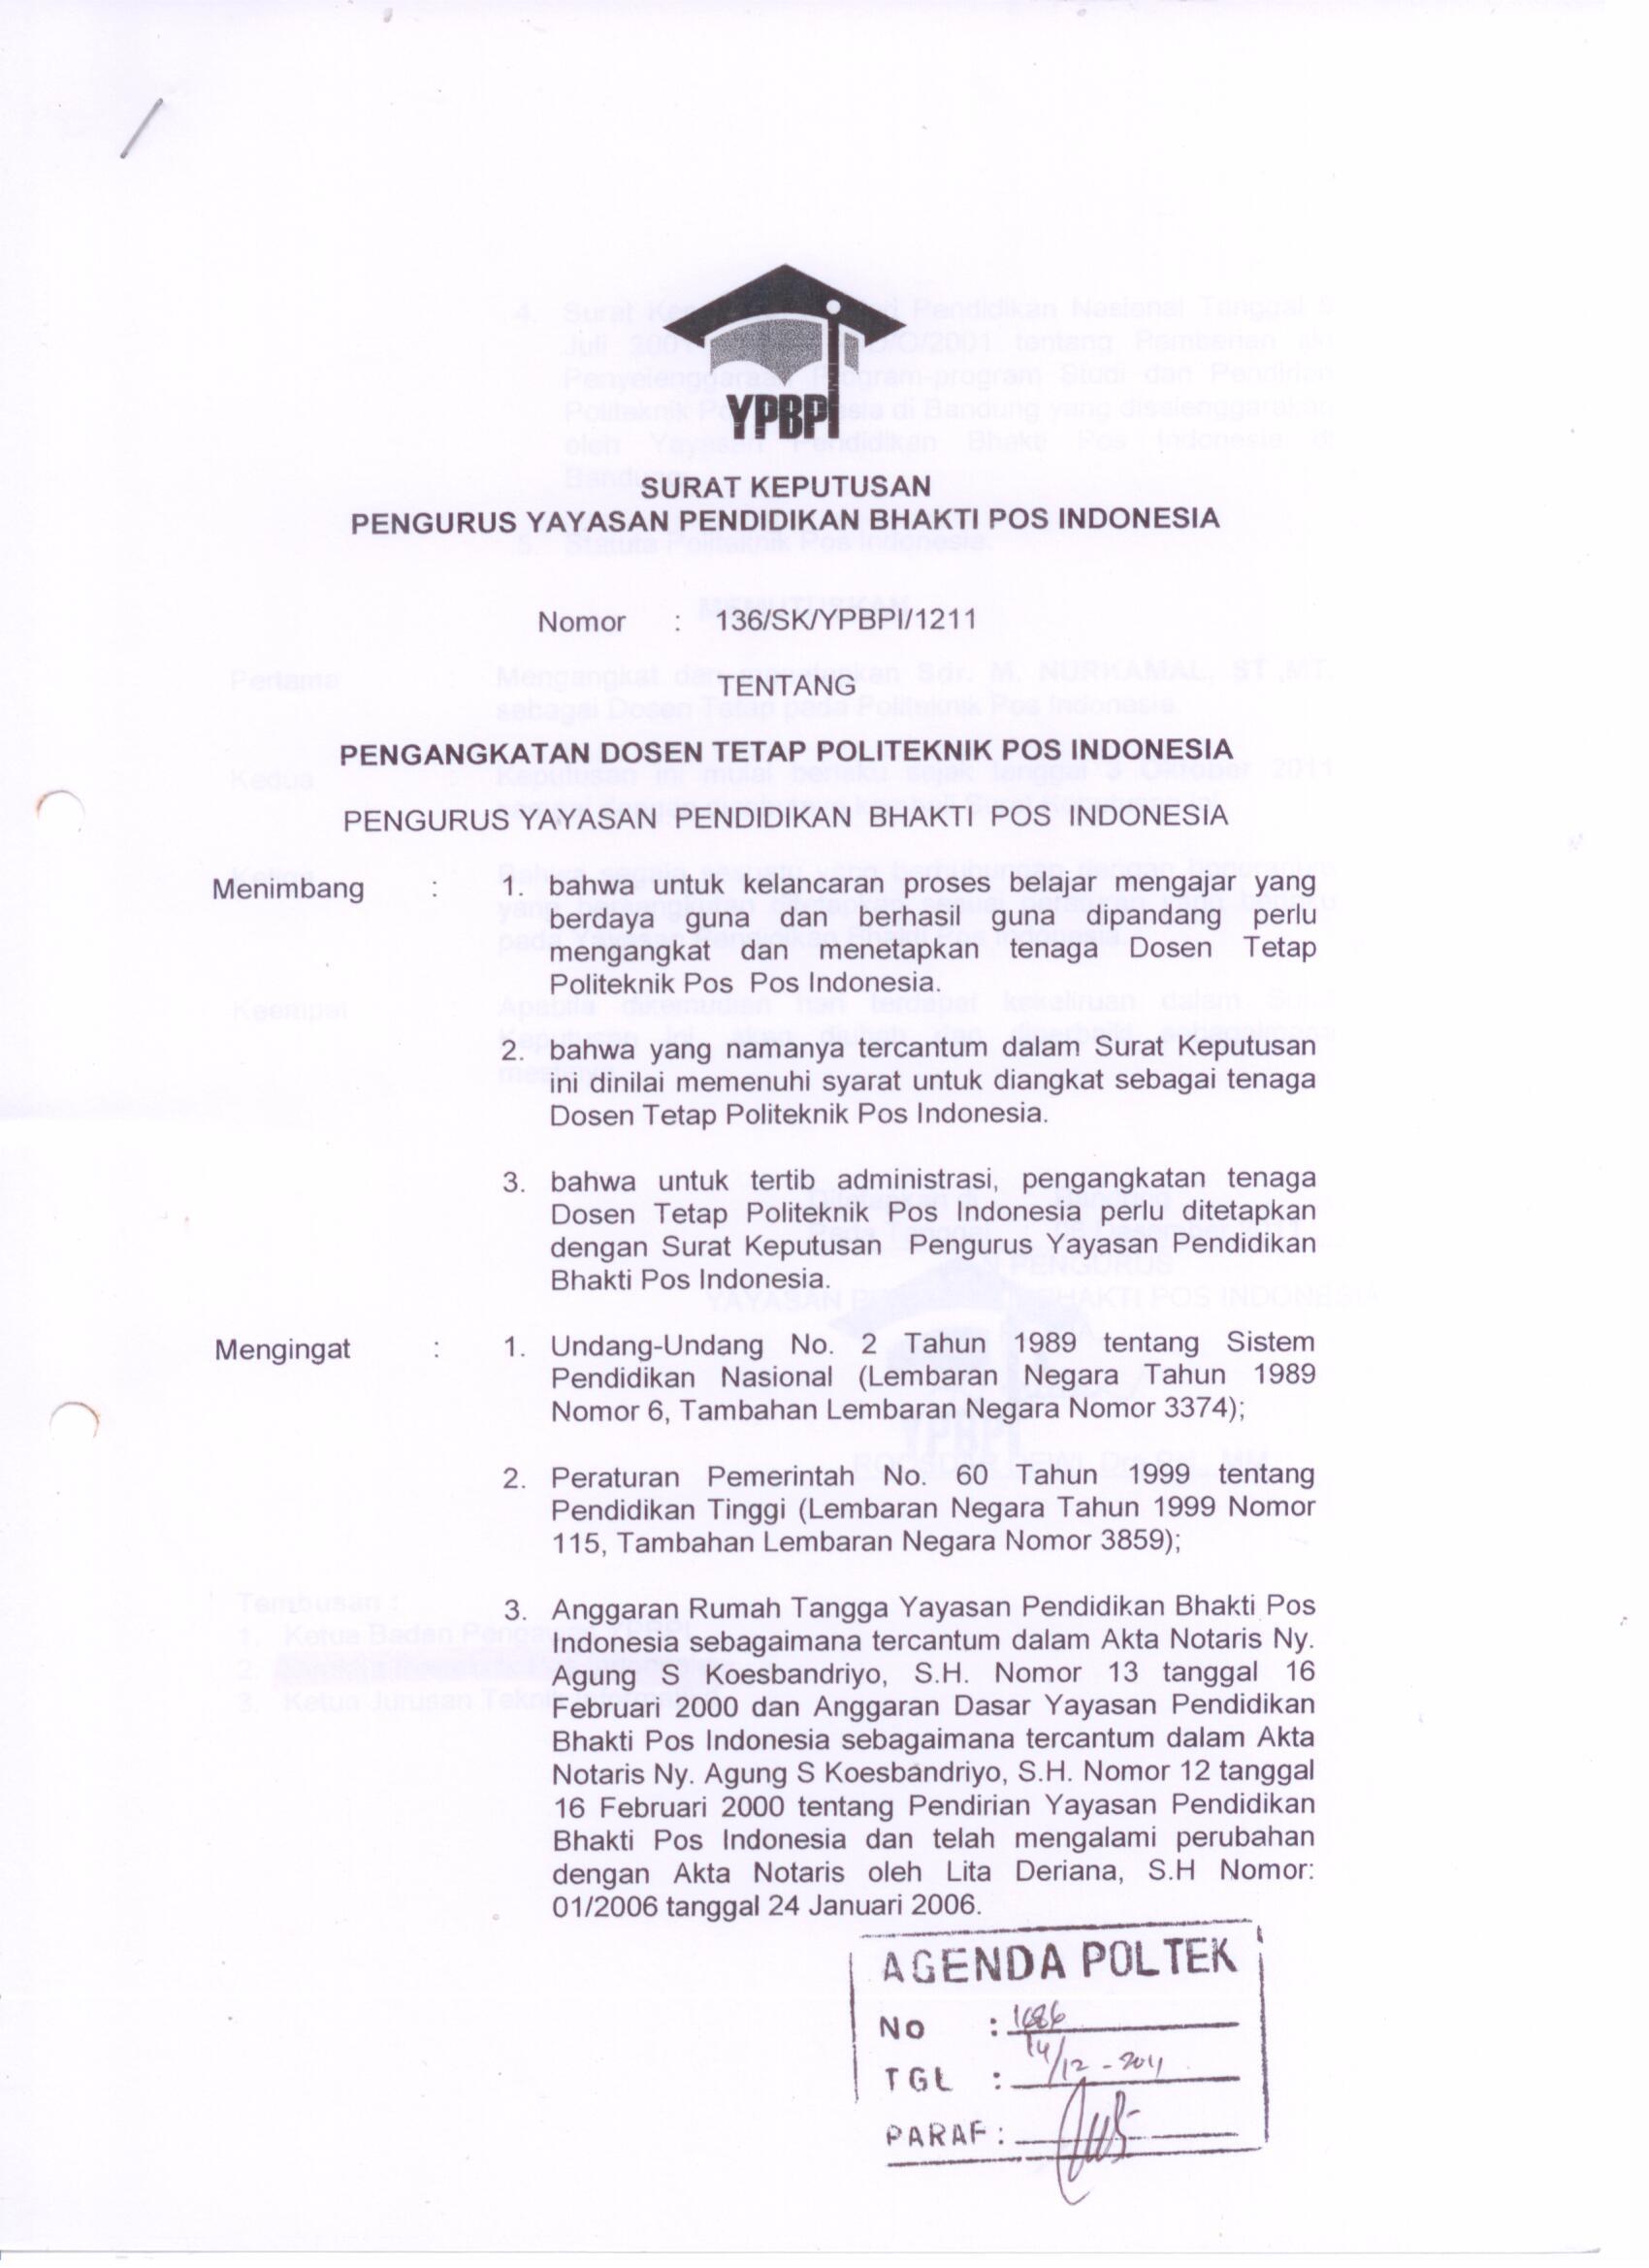 YPBPI
SURAT KEPUTUSAN
PENGURUS YAYASAN PENDIDIKAN BHAKTI POS INDONESIA
Nomor : 136/SK/YPBPI/1211
TENTANG
PENGANGKATAN DOSEN TETAP POLITEKNIK POS INDONESIA
PENGURUS YAYASAN PENDIDIKAN BHAKTI POS INDONESIA
Menimbang : 1. bahwa untuk kelancaran proses belajar mengajar yang
berdaya guna dan berhasil guna dipandang perlu
mengangkat dan menetapkan tenaga Dosen Tetap
Politeknik Pos Pos Indonesia.
2. bahwa yang namanya tercantum dalam Surat Keputusan
ini dinilai memenuhi syarat untuk diangkat sebagai tenaga
Dosen Tetap Politeknik Pos Indonesia.
3. bahwa untuk tertib administrasi, pengangkatan tenaga
Dosen Tetap Politeknik Pos Indonesia perlu ditetapkan
dengan Surat Keputusan Pengurus Yayasan Pendidikan
Bhakti Pos Indonesia.
Mengingat : 1. Undang-Undang No. 2 Tahun 1989 tentang Sistem
Pendidikan Nasional (Lembaran Negara Tahun 1989
Nomor 6, Tambahan Lembaran Negara Nomor 3374);
2. Peraturan Pemerintah No. 60 Tahun 1999 tentang
Pendidikan Tinggi (Lembaran Negara Tahun 1999 Nomor
115, Tambahan Lembaran Negara Nomor 3859);
3. Anggaran Rumah Tangga Yayasan Pendidikan Bhakti Pos
Indonesia sebagaimana tercantum dalam Akta Notaris Ny.
Agung S Koesbandriyo, S.H. Nomor 13 tanggal 16
Februari 2000 dan Anggaran Dasar Yayasan Pendidikan
Bhakti Pos Indonesia sebagaimana tercantum dalam Akta
Notaris Ny. Agung S Koesbandriyo, S.H. Nomor 12 tanggal
16 Februari 2000 tentang Pendirian Yayasan Pendidikan
Bhakti Pos Indonesia dan telah mengalami perubahan
dengan Akta Notaris oleh Lita Deriana, S.H Nomor:
01/2006 tanggal 24 Januari 2006.
AGENDA POLTEK
No : 1686
TGL : 14/12-2011
PARAF :